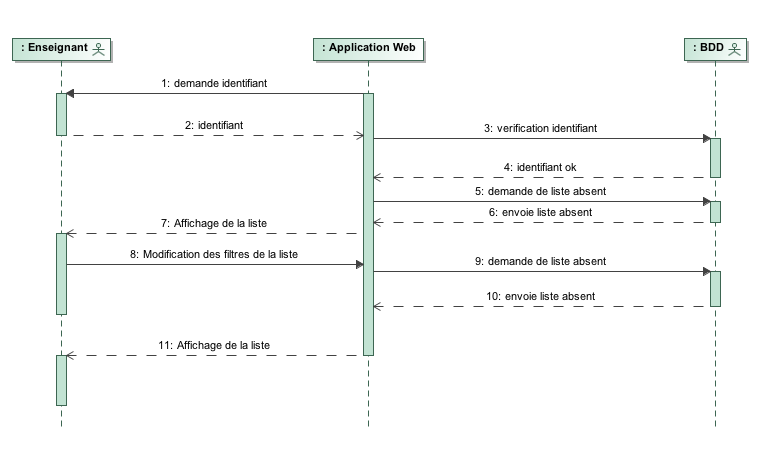 : Enseignant
: Application Web
: BDD
1: demande identifiant
2: identifiant
3: verification identifiant
4: identifiant ok
5: demande de liste absent
6: envoie liste absent
7: Affichage de la liste
8: Modification des filtres de la liste
9: demande de liste absent
10: envoie liste absent
11: Affichage de la liste